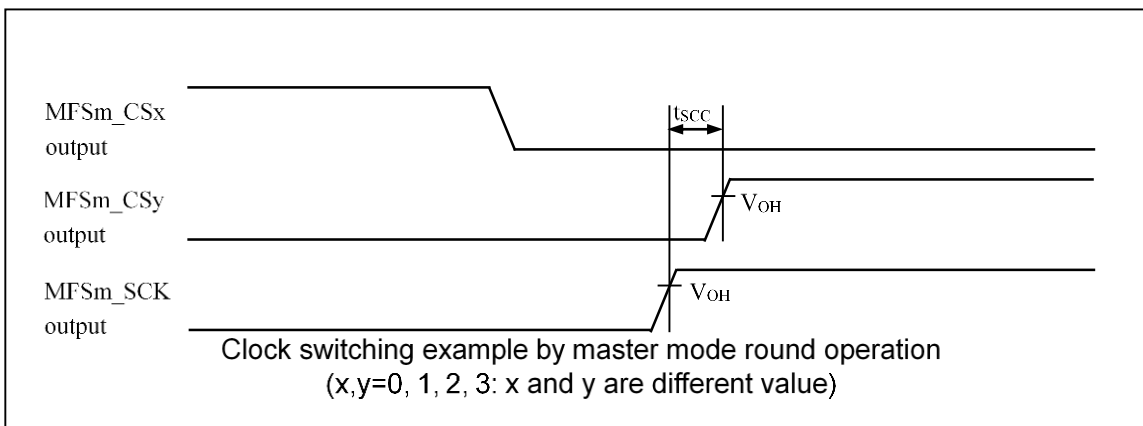 MFSm_CSx
output
tSCC
MFSm_CSy
output
VOH
MFSm_SCK
output
VOH
Clock switching example by master mode round operation
(x,y=0, 1, 2, 3: x and y are different value)